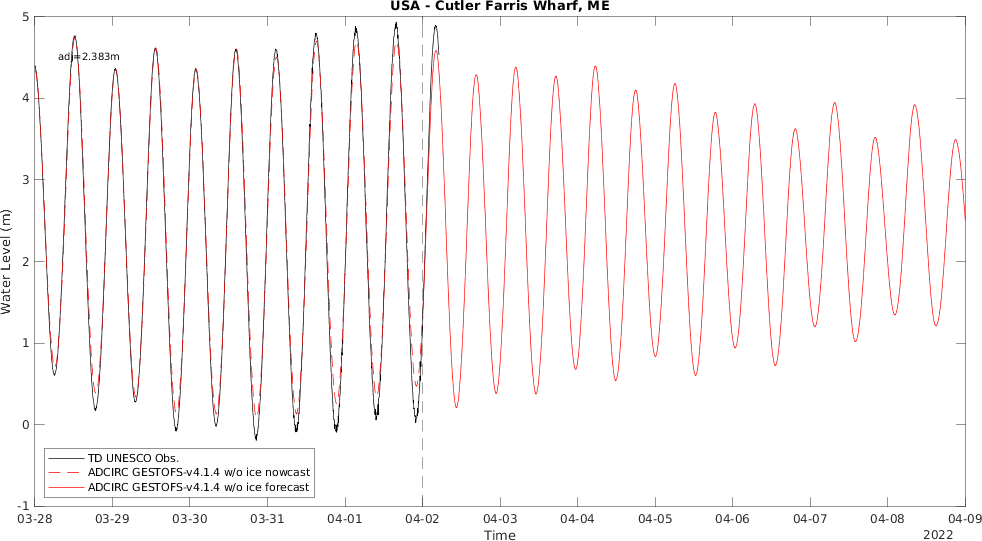 USA - Cutler Farris Wharf, ME
adj=2.383m
Water Level (m)
5
4
3
2
1
0
-1
TD UNESCO Obs.
ADCIRC GESTOFS-v4.1.4 w/o ice nowcast
ADCIRC GESTOFS-v4.1.4 w/o ice forecast
03-28 03-29 03-30 03-31 04-01 04-02 04-03 04-04 04-05 04-06 04-07 04-08 04-09
Time
2022